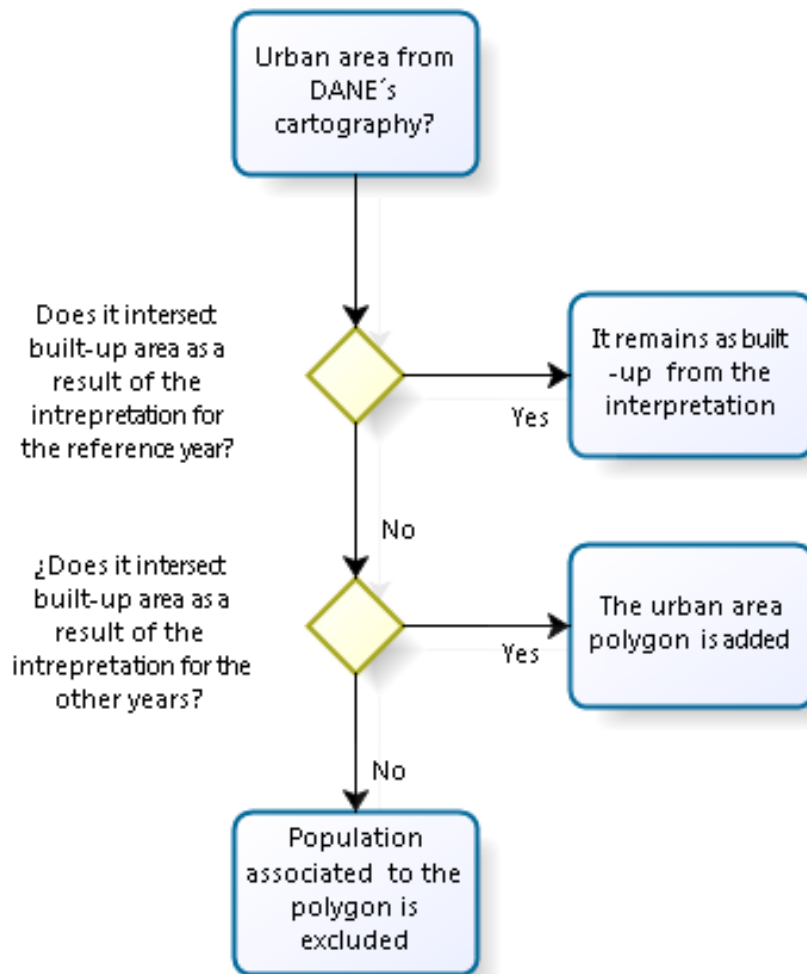 Urban area from
DANE´s
cartography?
Does it intersect
built-up area as a
result of the
intrepretation for
the reference year?
It remains as built
-up from the
interpretation
Yes
No
¿Does it intersect
built-up area as a
result of the
intrepretation for the
other years?
The urban area
polygon is added
Yes
No
Population
associated to the
polygon is
excluded